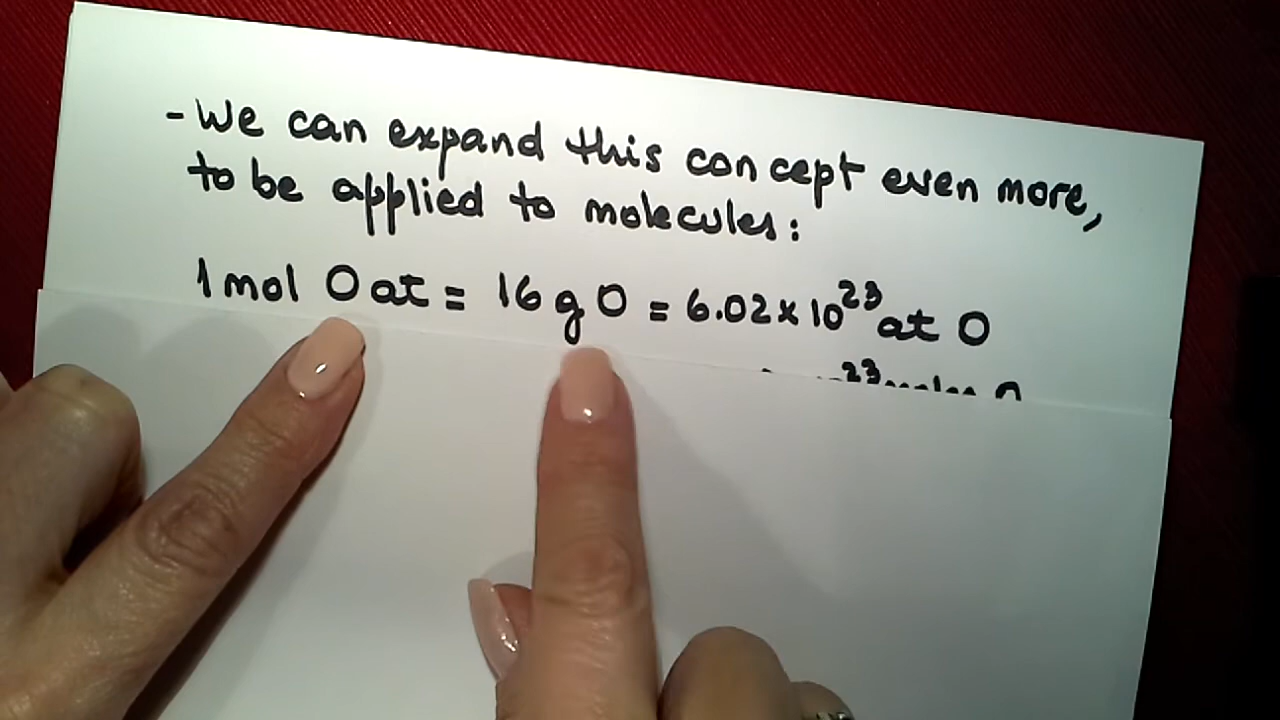 - We can expand this concept even more,
to be applied to molecules:
1 mol O at = 16 g O = 6.02 x 10²³ at O
23